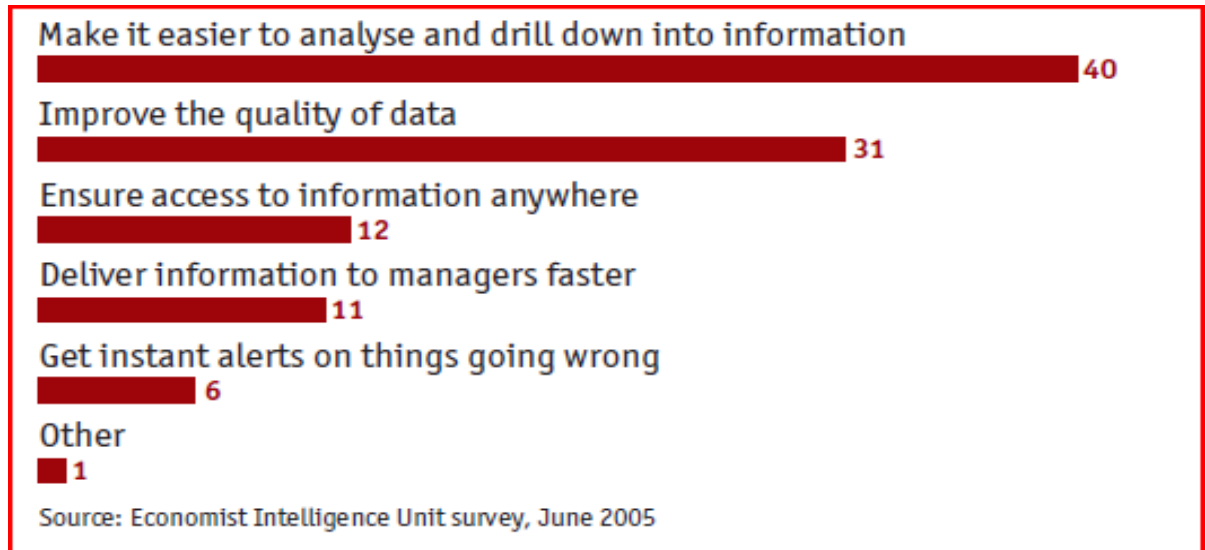 Make it easier to analyse and drill down into information
40
Improve the quality of data
31
Ensure access to information anywhere
12
Deliver information to managers faster
11
Get instant alerts on things going wrong
6
Other
1
Source: Economist Intelligence Unit survey, June 2005